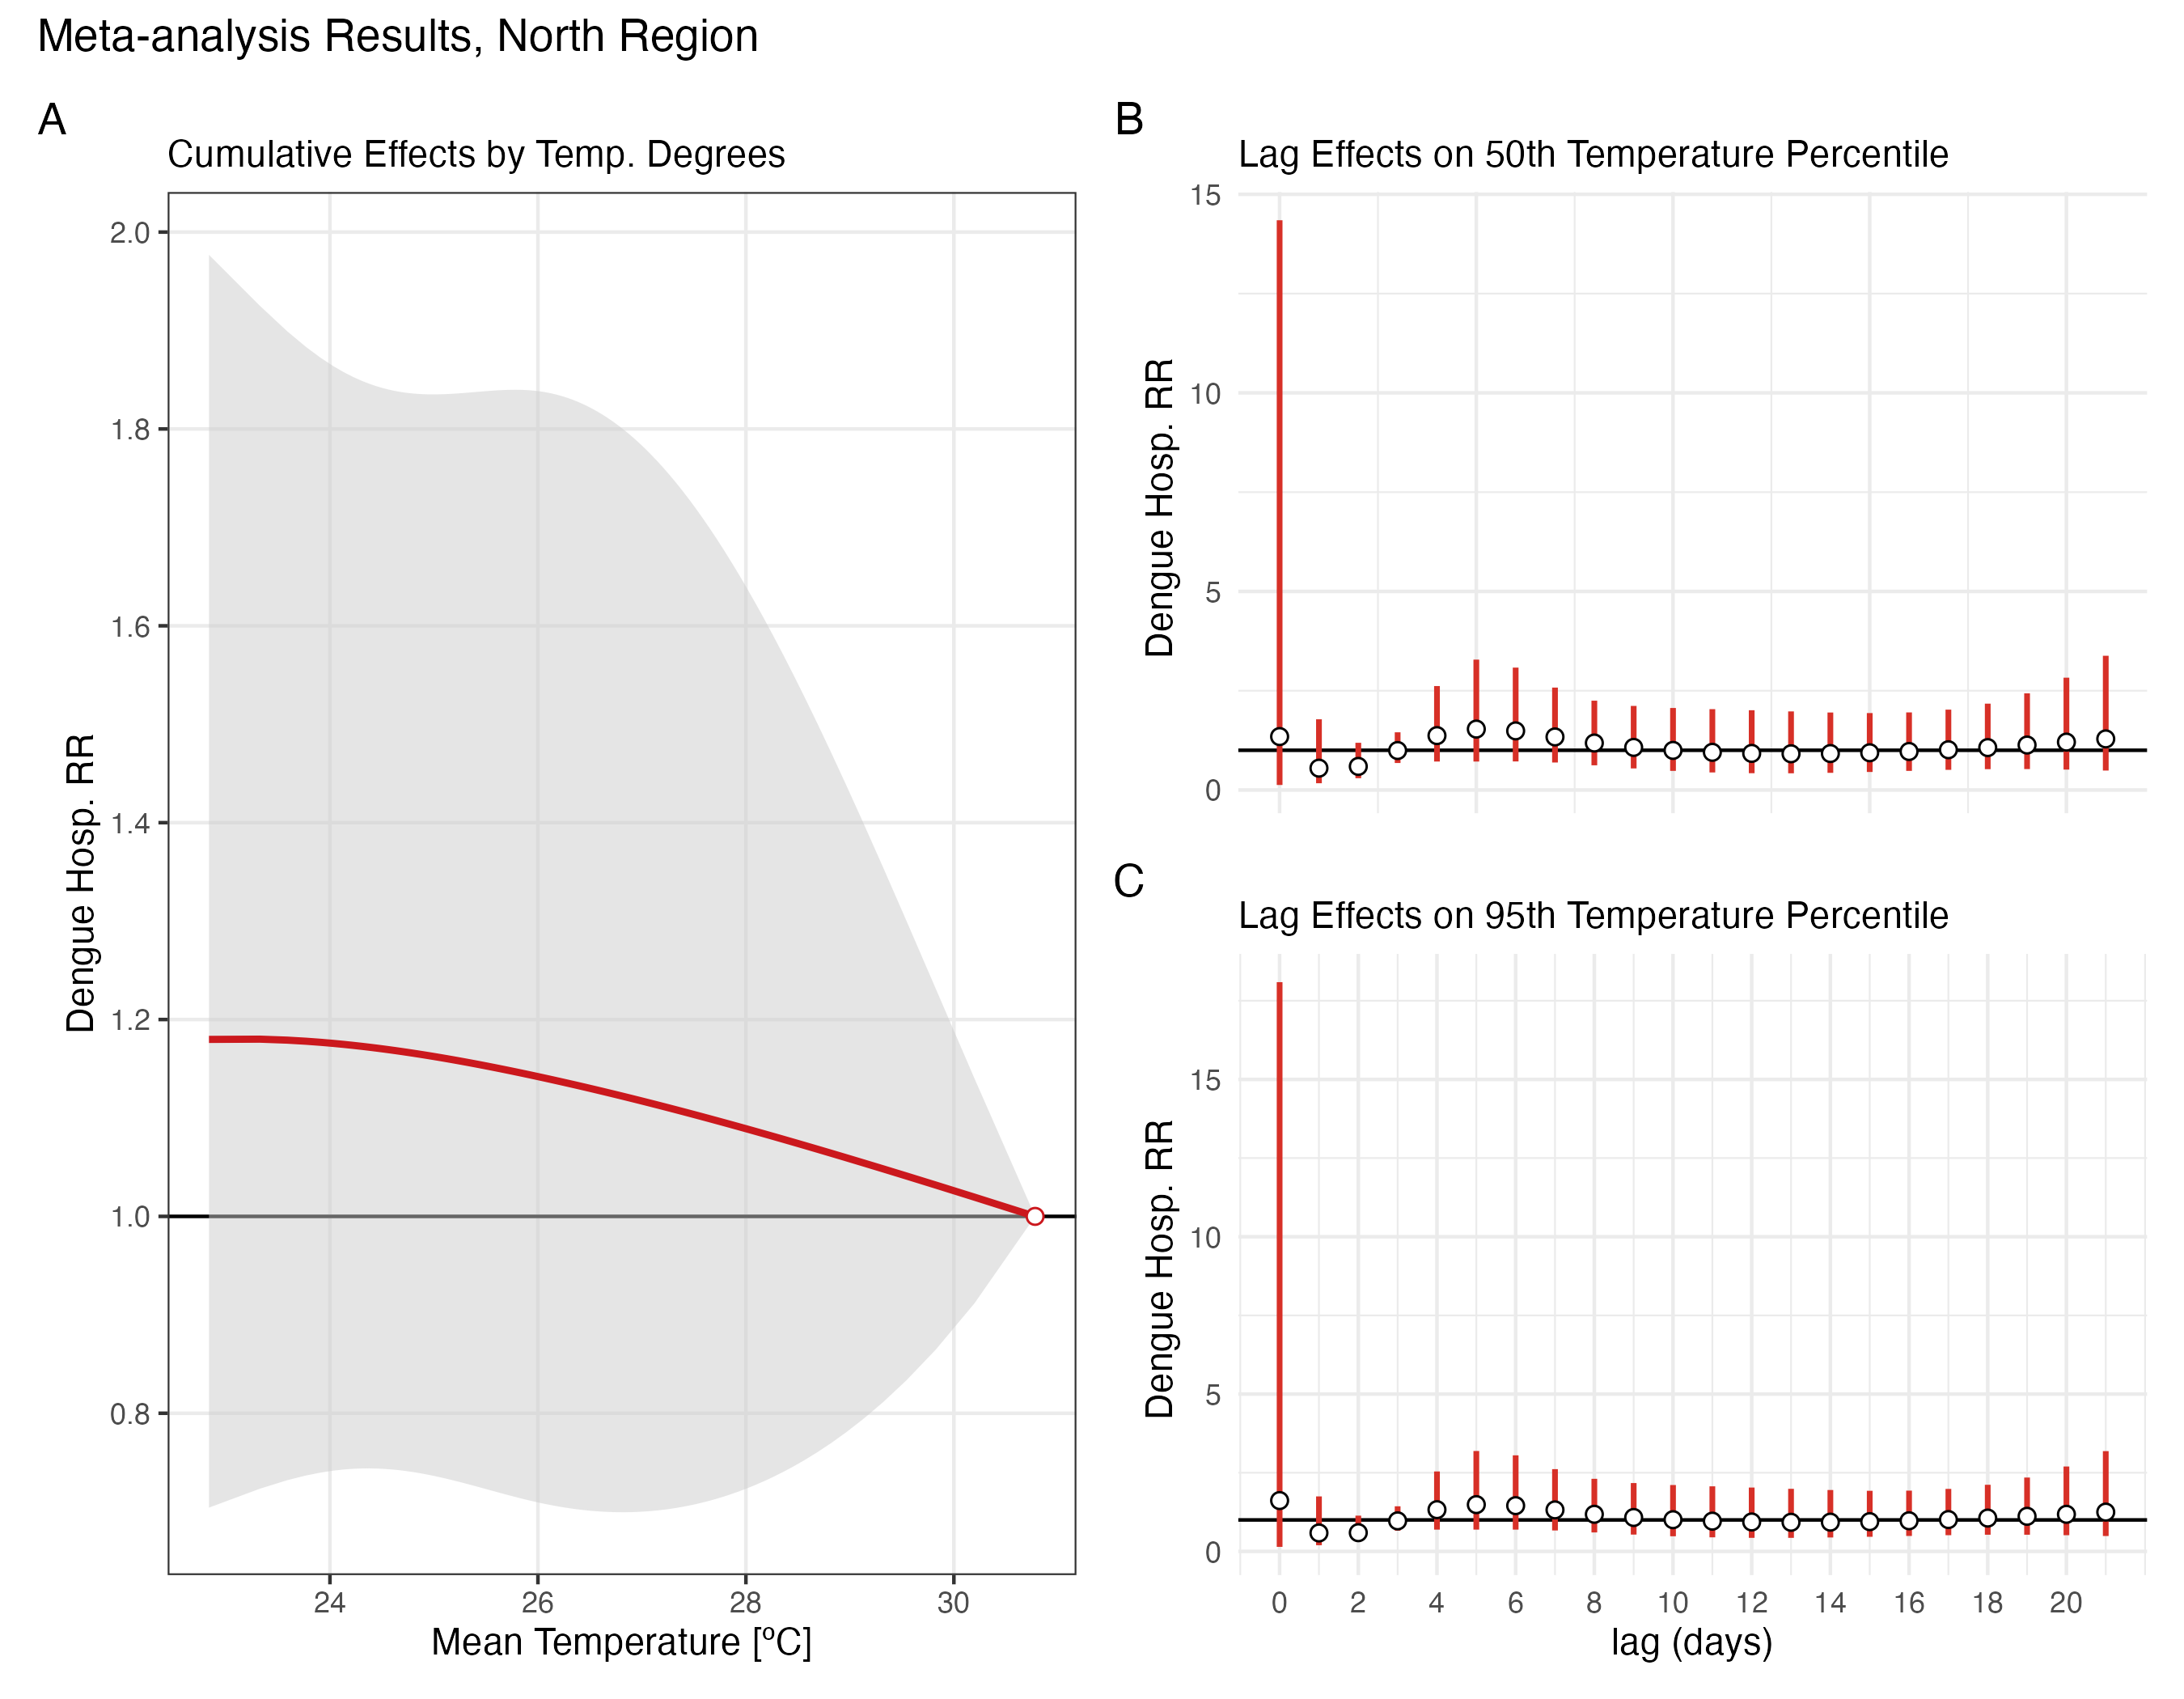 Meta-analysis Results, North Region
A
Cumulative Effects by Temp. Degrees
Dengue Hosp. RR
2.0
1.8
1.6
1.4
1.2
1.0
0.8
24 26 28 30
Mean Temperature [ºC]
B
Lag Effects on 50th Temperature Percentile
Dengue Hosp. RR
15
10
5
0
C
Lag Effects on 95th Temperature Percentile
Dengue Hosp. RR
15
10
5
0
0 2 4 6 8 10 12 14 16 18 20
lag (days)